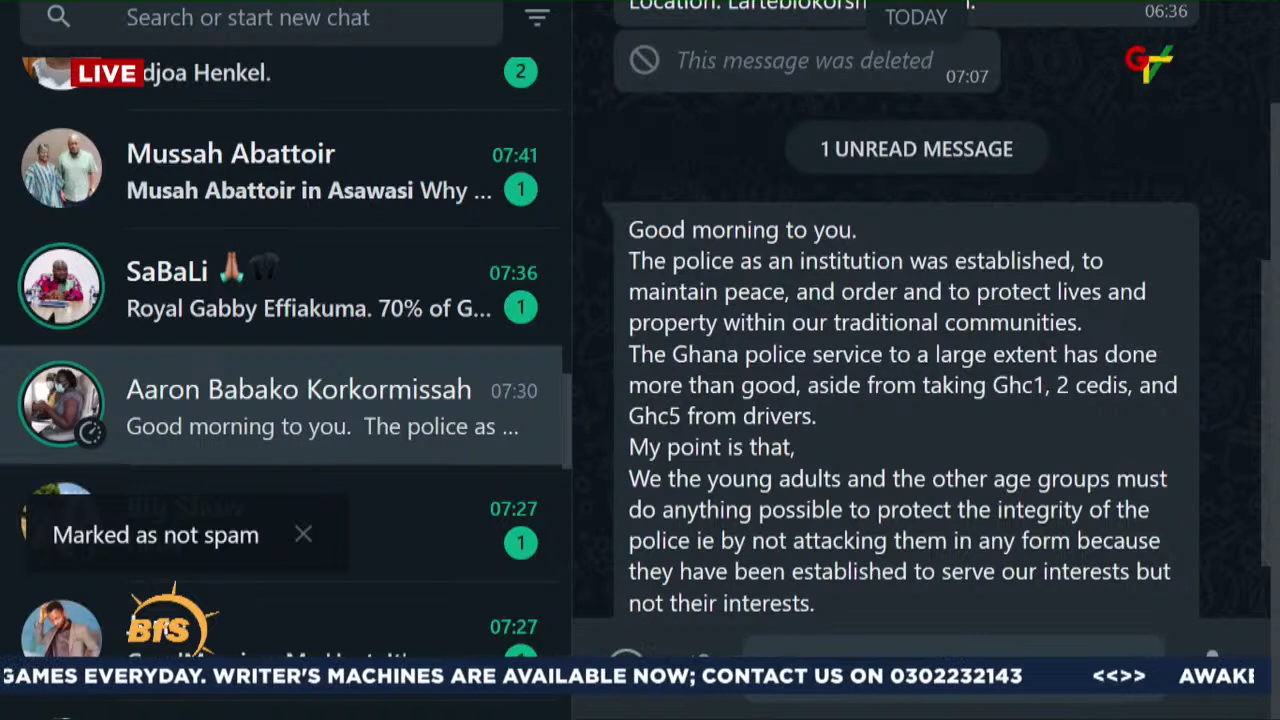 Search or start new chat
LIVE
djoa Henkel.
2
Mussah Abattoir
07:41
Musah Abattoir in Asawasi Why ...
1
SaBaLi
07:36
Royal Gabby Effiakuma. 70% of G...
1
Aaron Babako Korkormissah
07:30
Good morning to you. The police as ...
07:27
1
Marked as not spam
07:27
BfS
06:36
TODAY
This message was deleted
07:07
1 UNREAD MESSAGE
Good morning to you.
The police as an institution was established, to
maintain peace, and order and to protect lives and
property within our traditional communities.
The Ghana police service to a large extent has done
more than good, aside from taking Ghc1, 2 cedis, and
Ghc5 from drivers.
My point is that,
We the young adults and the other age groups must
do anything possible to protect the integrity of the
police ie by not attacking them in any form because
they have been established to serve our interests but
not their interests.
GAMES EVERYDAY. WRITER'S MACHINES ARE AVAILABLE NOW; CONTACT US ON 0302232143 <<>> AWAKE